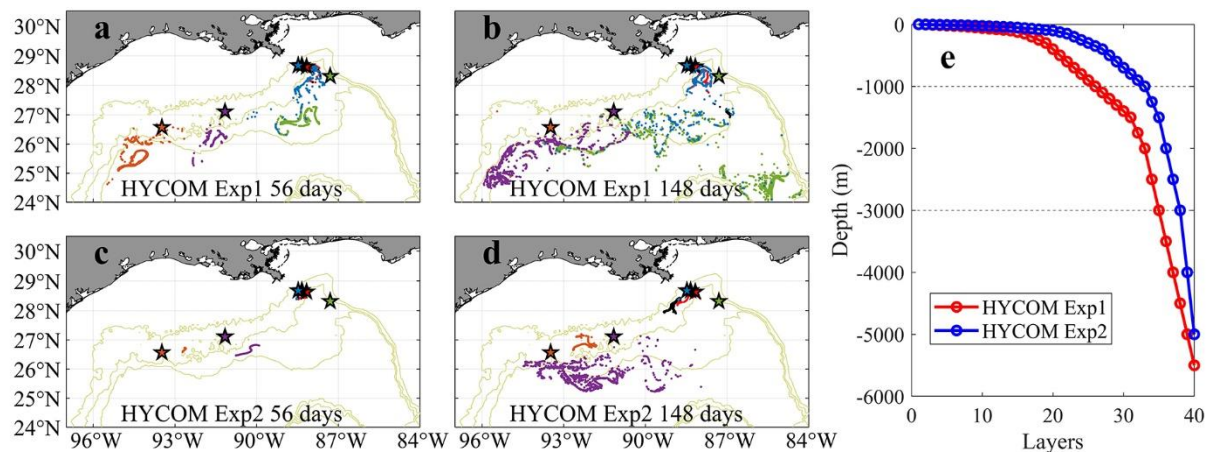 a
30°N
29°N
28°N
27°N
26°N
25°N
24°N
HYCOM Exp1 56 days
b
HYCOM Exp1 148 days
c
30°N
29°N
28°N
27°N
26°N
25°N
24°N
HYCOM Exp2 56 days
96°W
93°W
90°W
87°W
84°W
d
HYCOM Exp2 148 days
96°W
93°W
90°W
87°W
84°W
e
Depth (m)
0
-1000
-2000
-3000
-4000
-5000
-6000
HYCOM Exp1
HYCOM Exp2
0
10
20
30
40
Layers